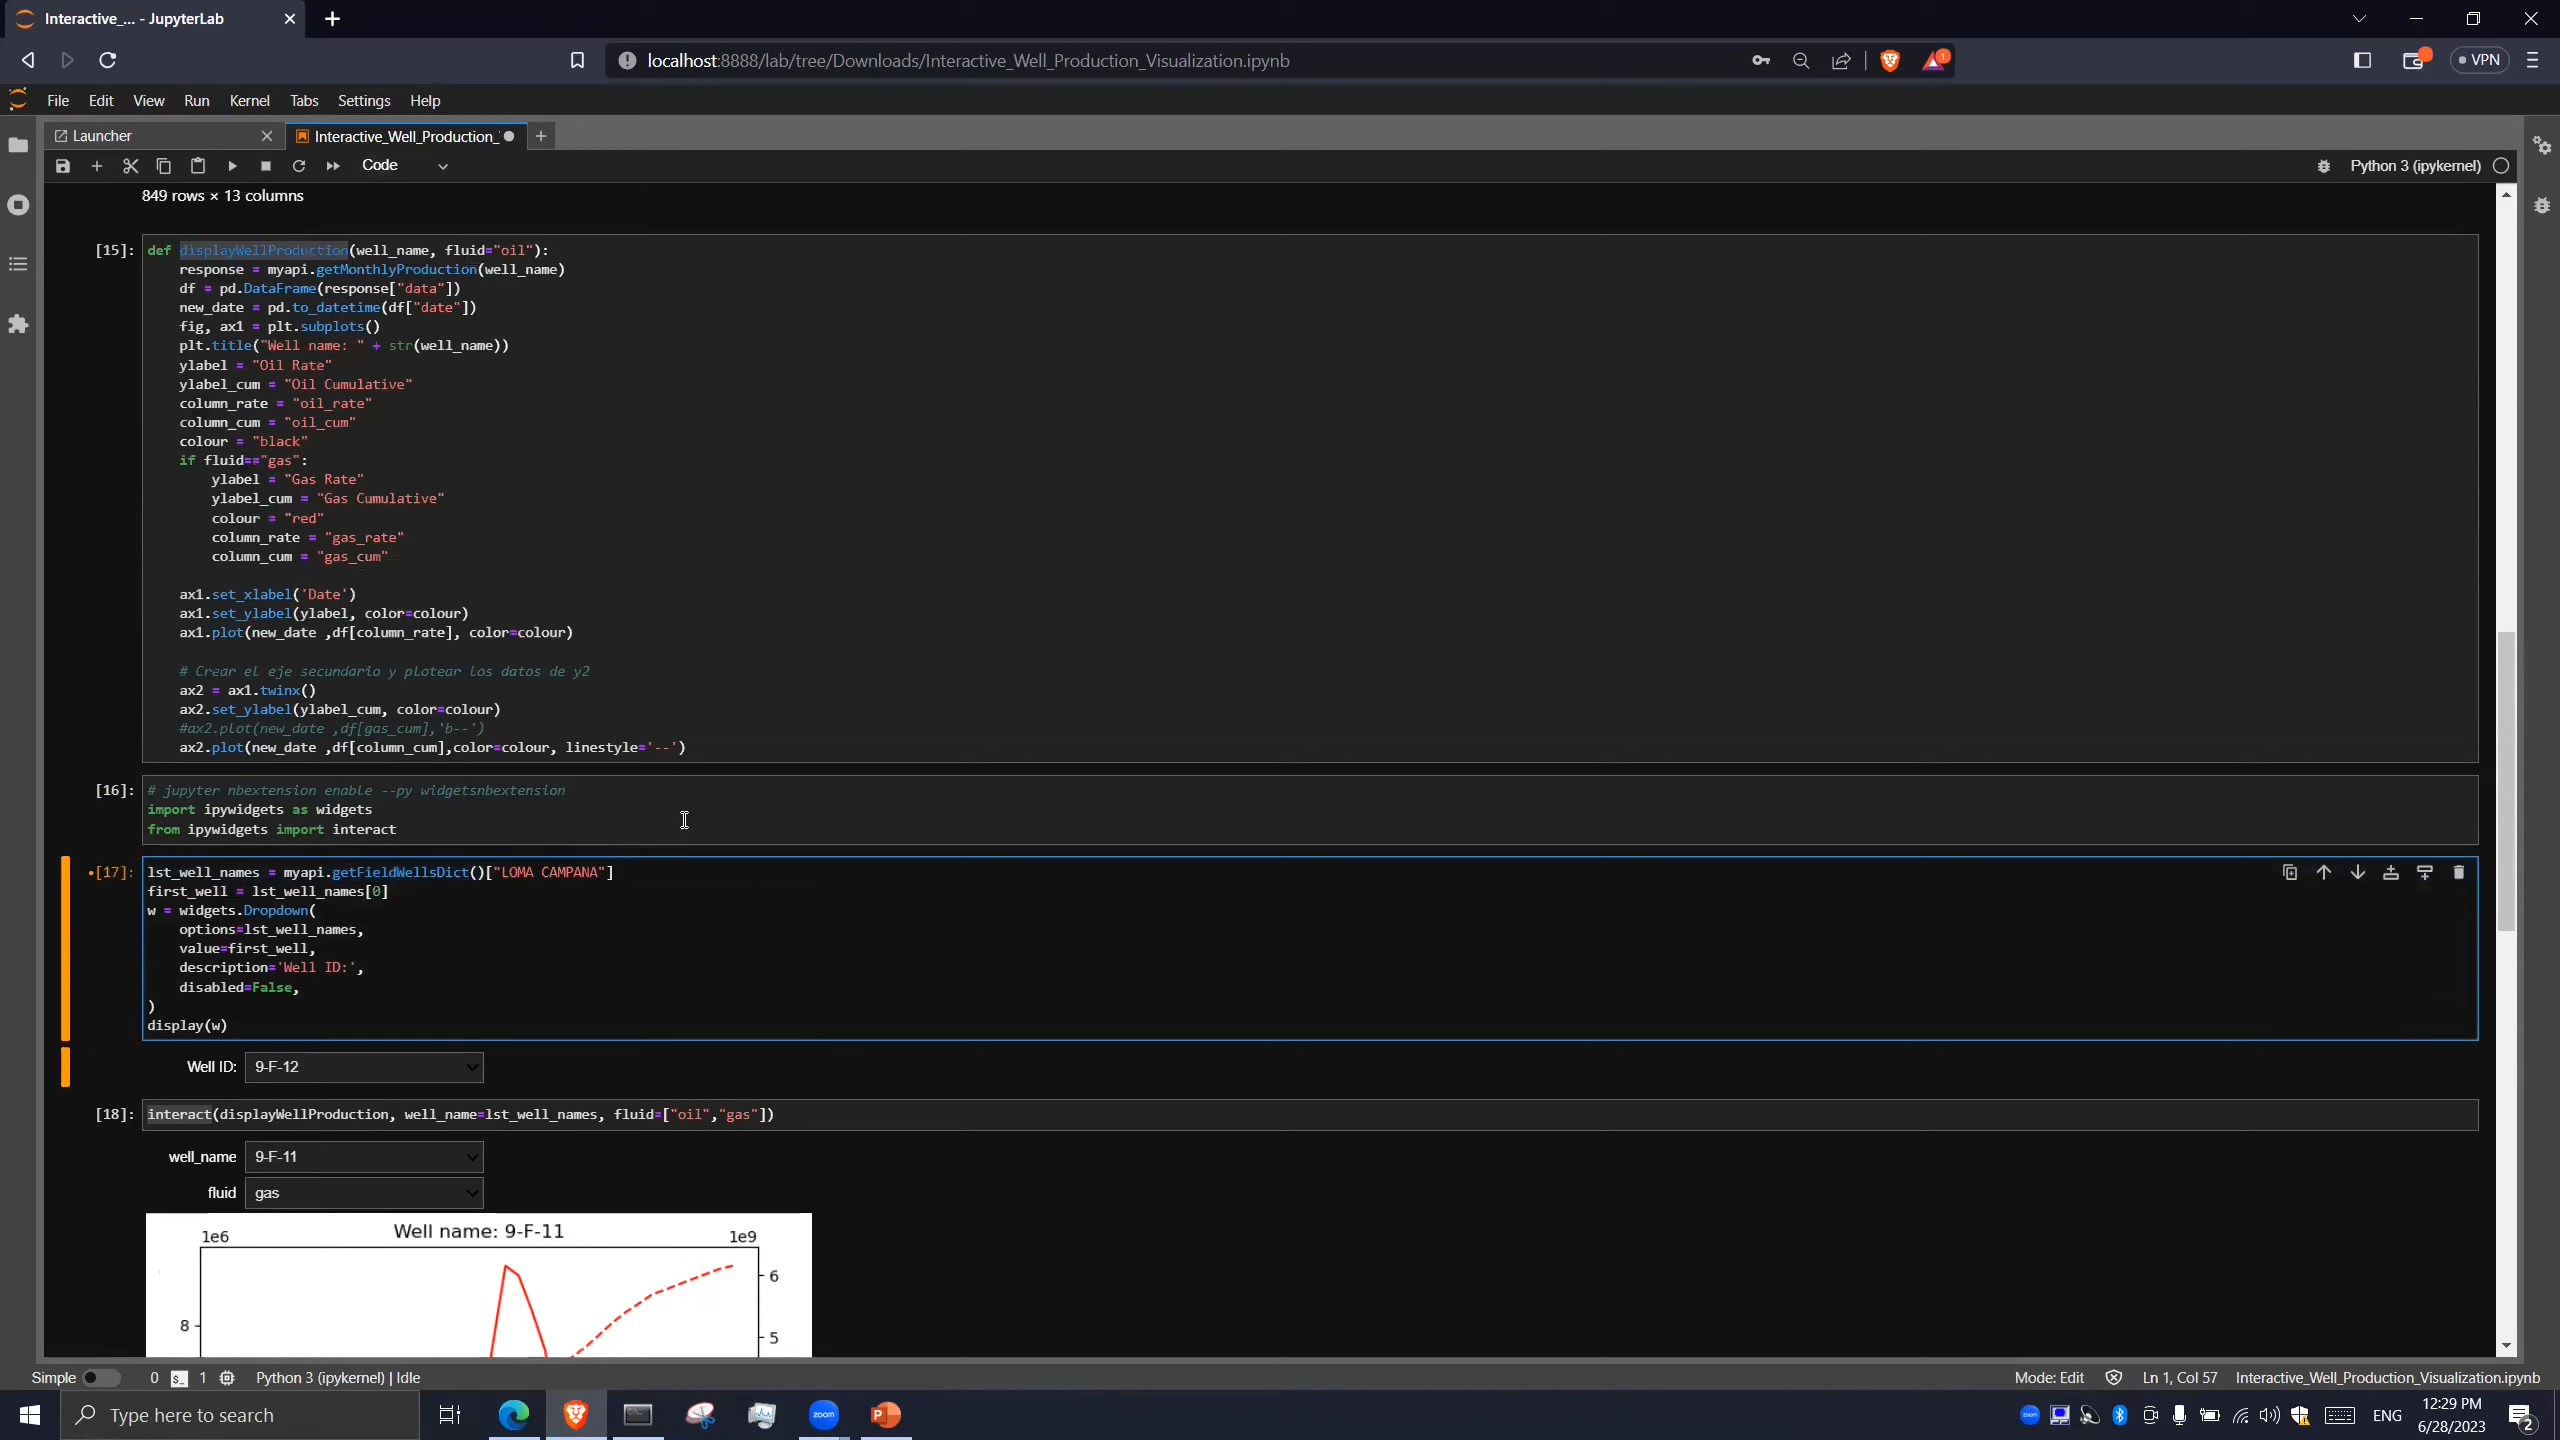 Interactive_... - JupyterLab
localhost:8888/lab/tree/Downloads/Interactive_Well_Production_Visualization.ipynb
1
VPN
File Edit View Run Kernel Tabs Settings Help
Launcher
Interactive_Well_Production_
Code
Python 3 (ipykernel)
849 rows × 13 columns
[15]:
def displayWellProduction(well_name, fluid="oil"):
    response = myapi.getMonthlyProduction(well_name)
    df = pd.DataFrame(response["data"])
    new_date = pd.to_datetime(df["date"])
    fig, ax1 = plt.subplots()
    plt.title("Well name: " + str(well_name))
    ylabel = "Oil Rate"
    ylabel_cum = "Oil Cumulative"
    column_rate = "oil_rate"
    column_cum = "oil_cum"
    colour = "black"
    if fluid=="gas":
        ylabel = "Gas Rate"
        ylabel_cum = "Gas Cumulative"
        colour = "red"
        column_rate = "gas_rate"
        column_cum = "gas_cum"
    ax1.set_xlabel('Date')
    ax1.set_ylabel(ylabel, color=colour)
    ax1.plot(new_date ,df[column_rate], color=colour)
    # Crear el eje secundario y plotear los datos de y2
    ax2 = ax1.twinx()
    ax2.set_ylabel(ylabel_cum, color=colour)
    #ax2.plot(new_date ,df[gas_cum],'b--')
    ax2.plot(new_date ,df[column_cum],color=colour, linestyle='--')
[16]:
# jupyter nbextension enable --py widgetsnbextension
import ipywidgets as widgets
from ipywidgets import interact
•[17]:
lst_well_names = myapi.getFieldWellsDict()["LOMA CAMPANA"]
first_well = lst_well_names[0]
w = widgets.Dropdown(
    options=lst_well_names,
    value=first_well,
    description='Well ID:',
    disabled=False,
)
display(w)
Well ID: 9-F-12
[18]:
interact(displayWellProduction, well_name=lst_well_names, fluid=["oil","gas"])
well_name 9-F-11
fluid gas
Well name: 9-F-11
1e6
1e9
6
8
5
Simple 0 1 Python 3 (ipykernel) | Idle
Mode: Edit Ln 1, Col 57 Interactive_Well_Production_Visualization.ipynb
Type here to search
zoom
ENG
12:29 PM
6/28/2023
2